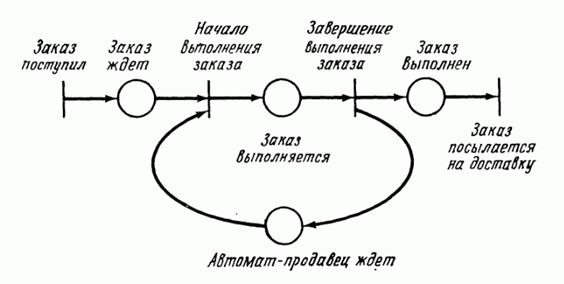 Заказ
поступил
Заказ
ждет
Начало
выполнения
заказа
Завершение
выполнения
заказа
Заказ
выполнен
Заказ
выполняется
Заказ
посылается
на доставку
Автомат-продавец ждет